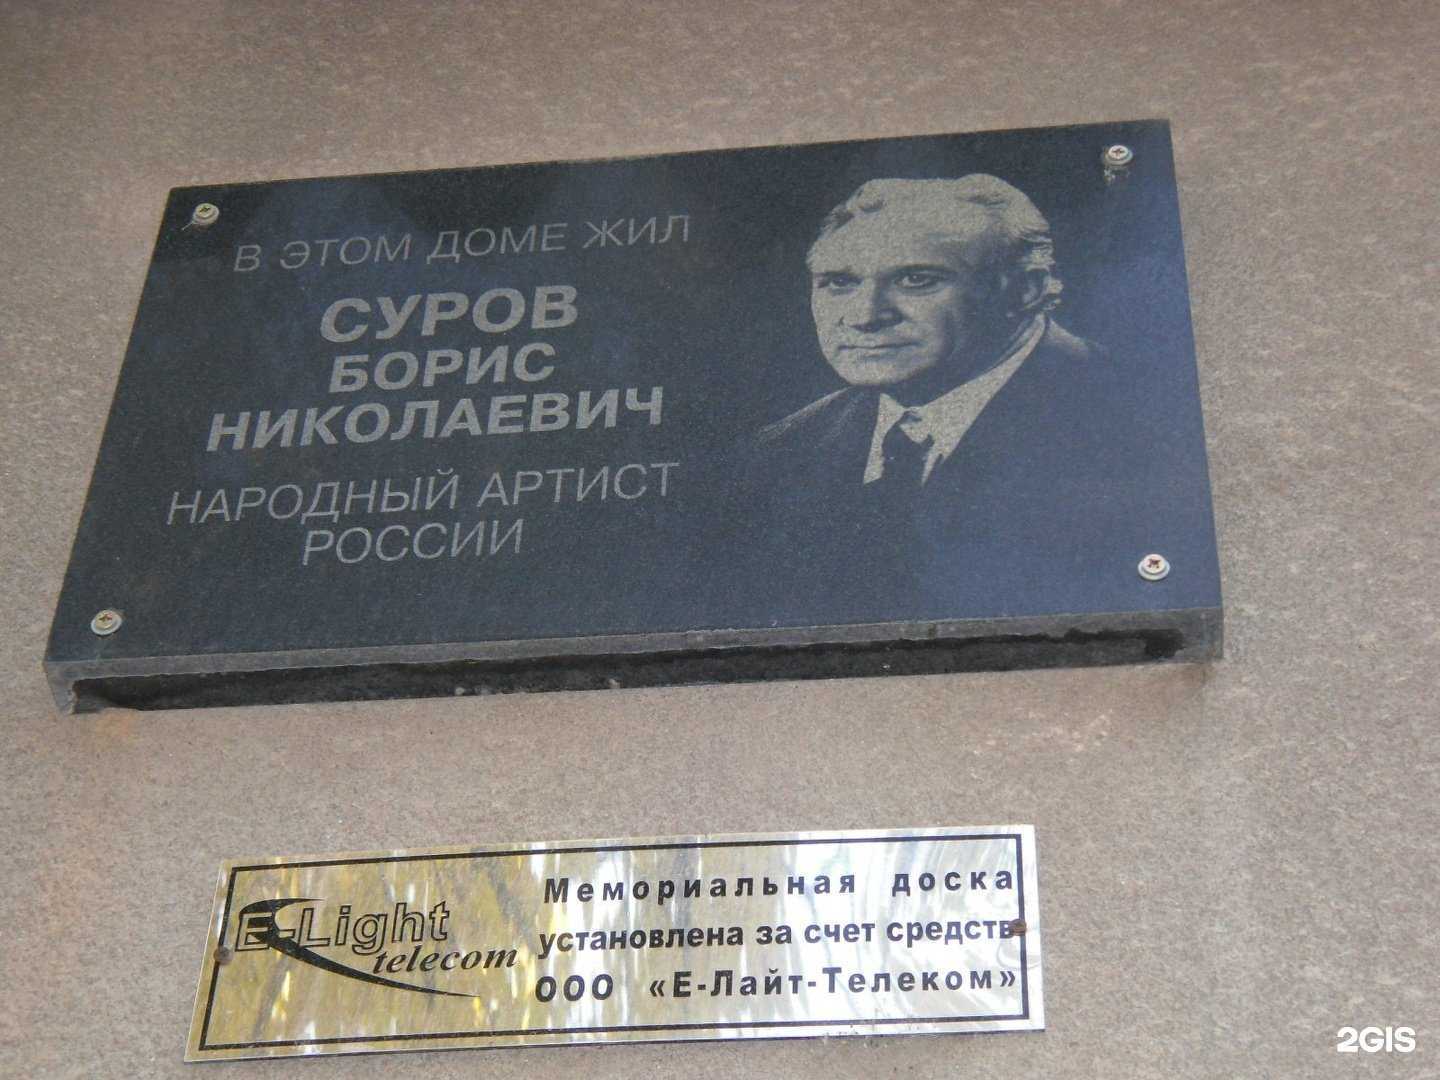 В ЭТОМ ДОМЕ ЖИЛ
СУРОВ
БОРИС
НИКОЛАЕВИЧ
НАРОДНЫЙ АРТИСТ
РОССИИ
E-Light
telecom
Мемориальная доска
установлена за счет средств
ООО «Е-Лайт-Телеком»
2GIS